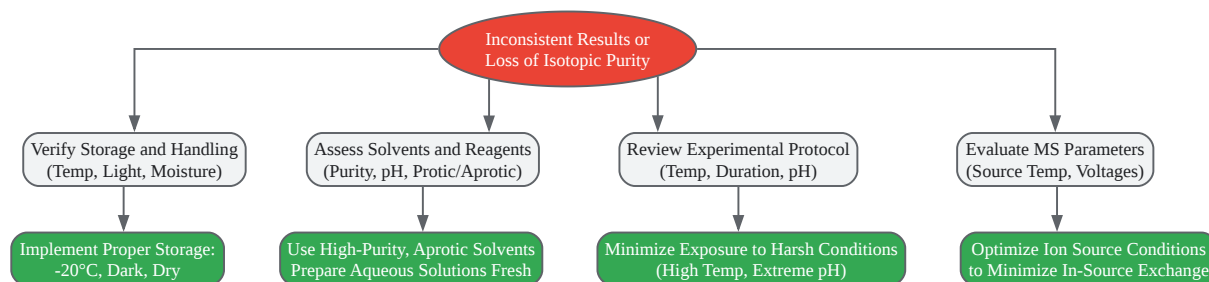 Inconsistent Results or
Loss of Isotopic Purity
Verify Storage and Handling
(Temp, Light, Moisture)
Assess Solvents and Reagents
(Purity, pH, Protic/Aprotic)
Review Experimental Protocol
(Temp, Duration, pH)
Evaluate MS Parameters
(Source Temp, Voltages)
Implement Proper Storage:
-20°C, Dark, Dry
Use High-Purity, Aprotic Solvents
Prepare Aqueous Solutions Fresh
Minimize Exposure to Harsh Conditions
(High Temp, Extreme pH)
Optimize Ion Source Conditions
to Minimize In-Source Exchange